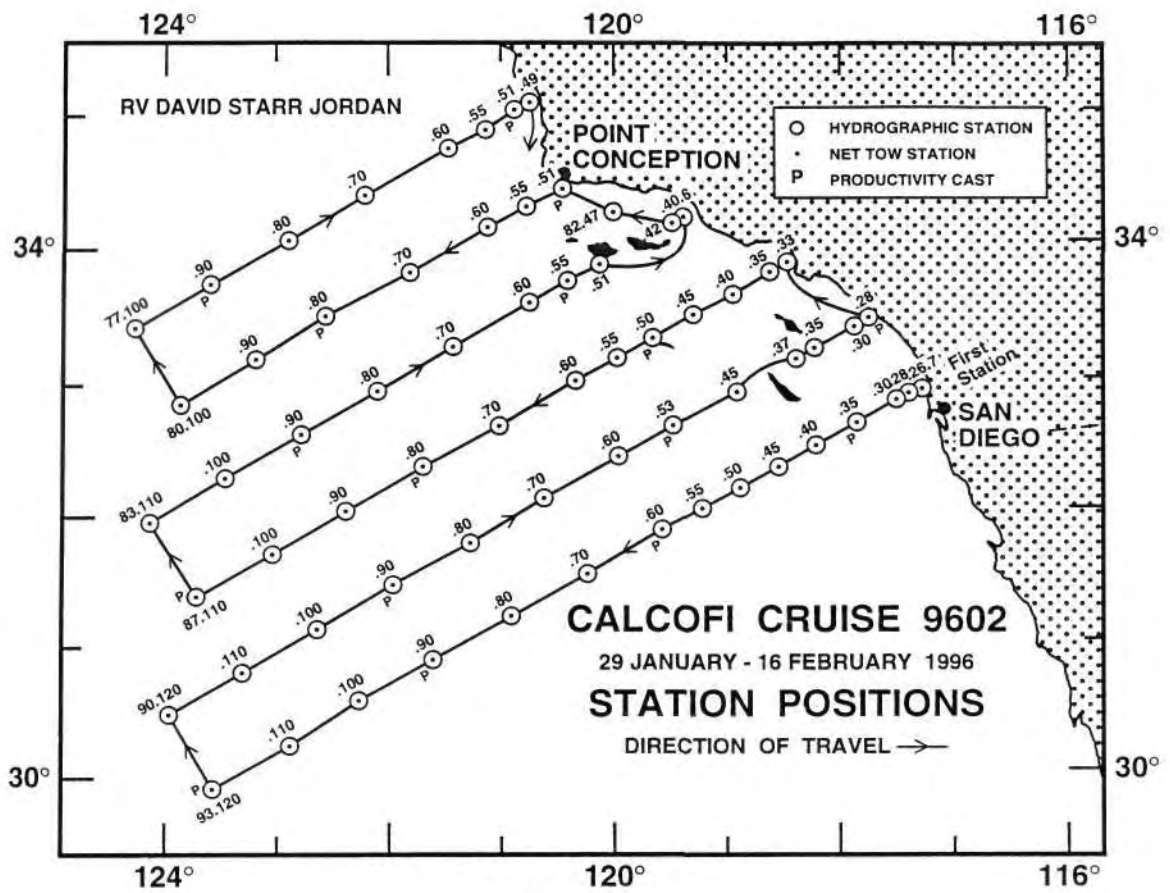 124°
120°
116°
RV DAVID STARR JORDAN
HYDROGRAPHIC STATION
NET TOW STATION
P PRODUCTIVITY CAST
POINT
CONCEPTION
34°
34°
77.100
P
.90
.80
.70
.60
.55
P
.51
.49
80.100
.90
P
.80
.70
.60
.55
P
.51
82.47
.42
.40.6
83.110
.100
P
.90
.80
.70
.60
P
.55
.51
P
87.110
.100
.90
P
.80
.70
.60
.55
P
.50
.45
.40
.35
.33
90.120
.110
.100
P
.90
.80
.70
.60
P
.53
.45
.37
.35
.30
P
.28
93.120
.110
.100
P
.90
.80
.70
P
.60
.55
.50
.45
.40
P
.35
.30
.28
.26.7
First
Station
SAN
DIEGO
CALCOFI CRUISE 9602
29 JANUARY - 16 FEBRUARY 1996
STATION POSITIONS
DIRECTION OF TRAVEL
30°
30°
124°
120°
116°